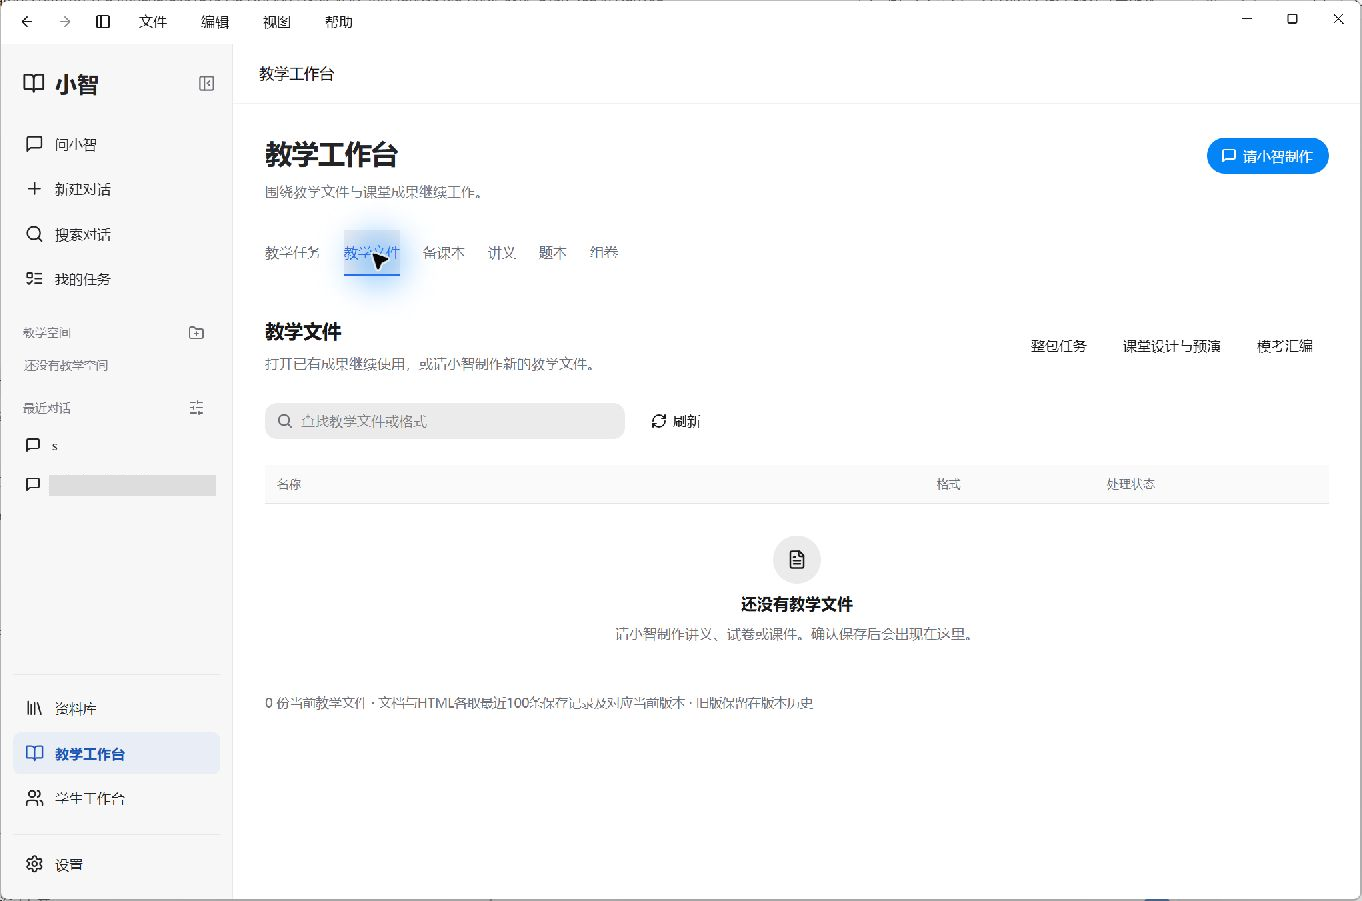 文件 编辑 视图 帮助
小智
问小智
新建对话
搜索对话
我的任务
教学空间
还没有教学空间
最近对话
s
资料库
教学工作台
学生工作台
设置
教学工作台
教学工作台
请小智制作
围绕教学文件与课堂成果继续工作。
教学任务 教学文件 备课本 讲义 题本 组卷
教学文件
打开已有成果继续使用，或请小智制作新的教学文件。
整包任务 课堂设计与预演 模考汇编
查找教学文件或格式
刷新
名称 格式 处理状态
还没有教学文件
请小智制作讲义、试卷或课件。确认保存后会出现在这里。
0 份当前教学文件 · 文档与HTML各取最近100条保存记录及对应当前版本 · 旧版保留在版本历史